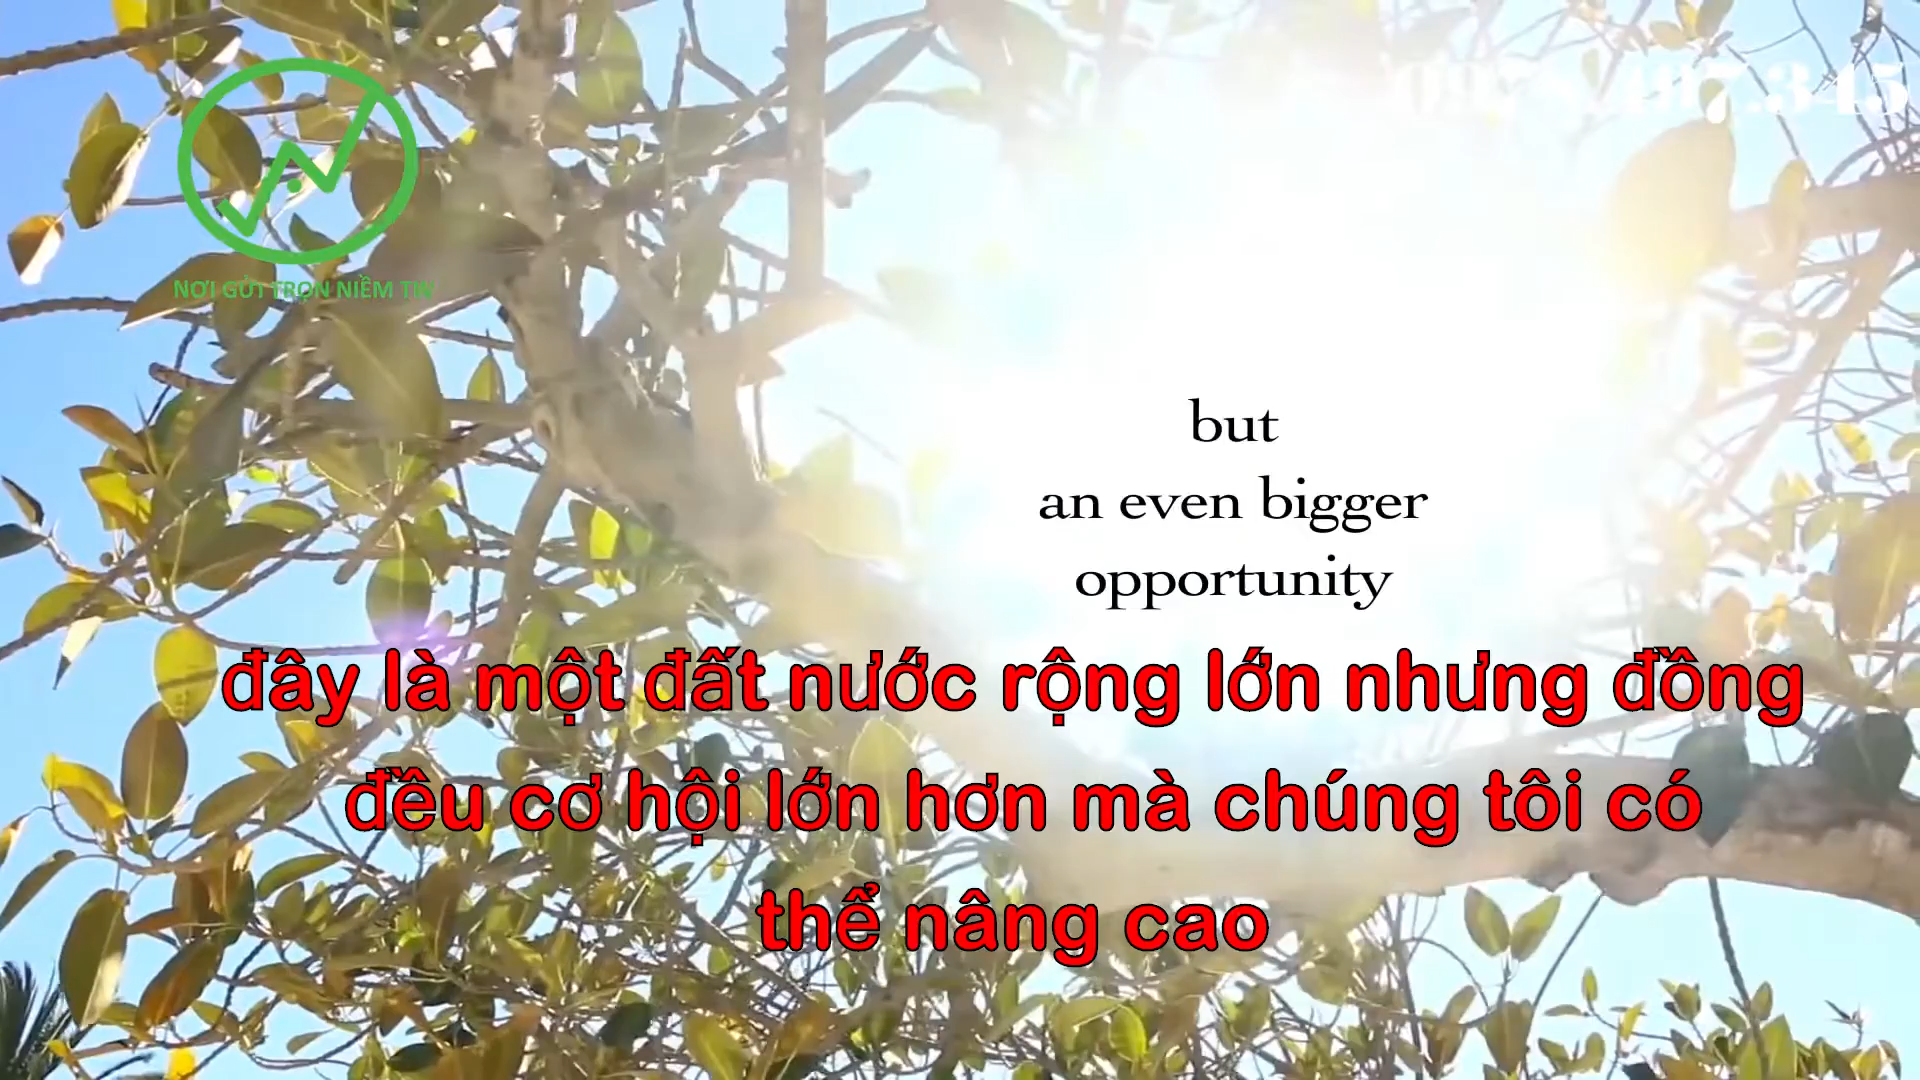 NƠI GỬI TRỌN NIỀM TIN
but
an even bigger
opportunity
đây là một đất nước rộng lớn nhưng đồng
đều cơ hội lớn hơn mà chúng tôi có
thể nâng cao